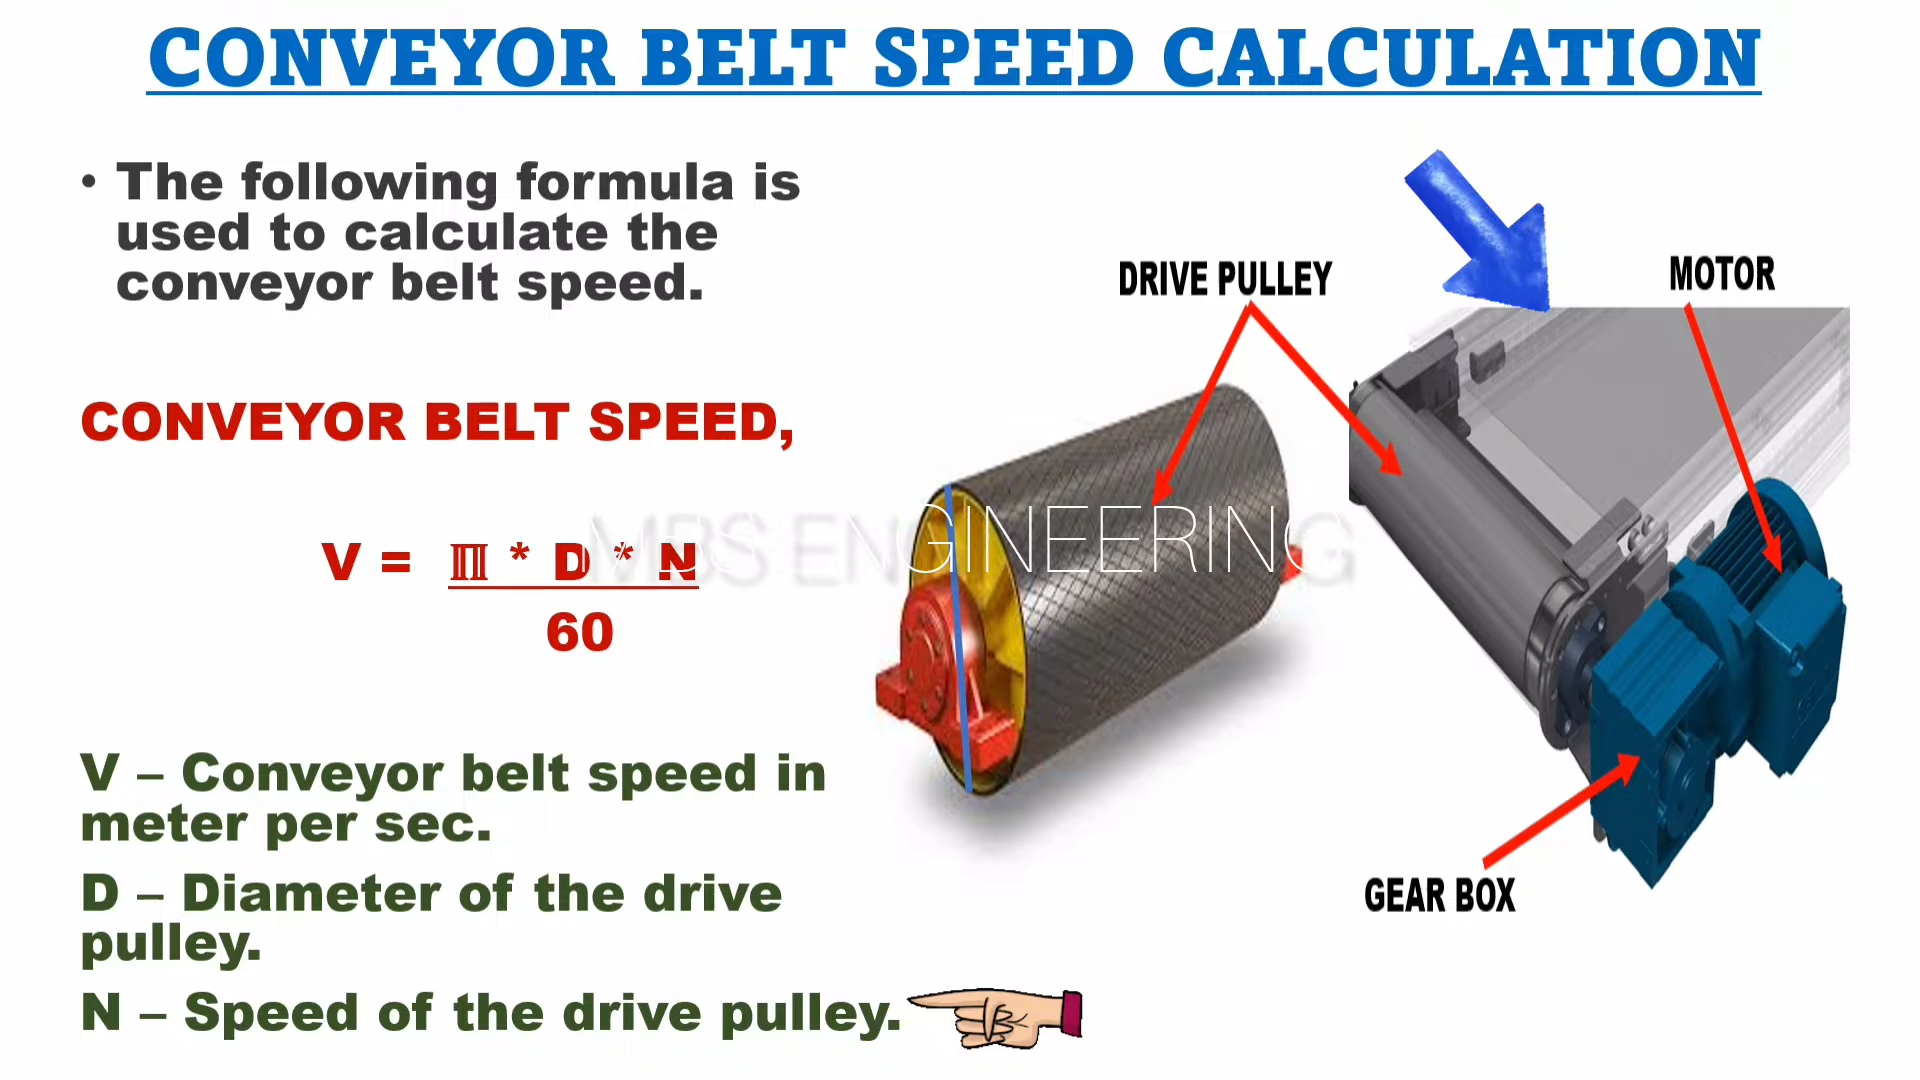 CONVEYOR BELT SPEED CALCULATION
• The following formula is
used to calculate the
conveyor belt speed.
CONVEYOR BELT SPEED,
V = Π * D * N
60
V – Conveyor belt speed in
meter per sec.
D – Diameter of the drive
pulley.
N – Speed of the drive pulley.
DRIVE PULLEY
MOTOR
MBS ENGINEERING
GEAR BOX